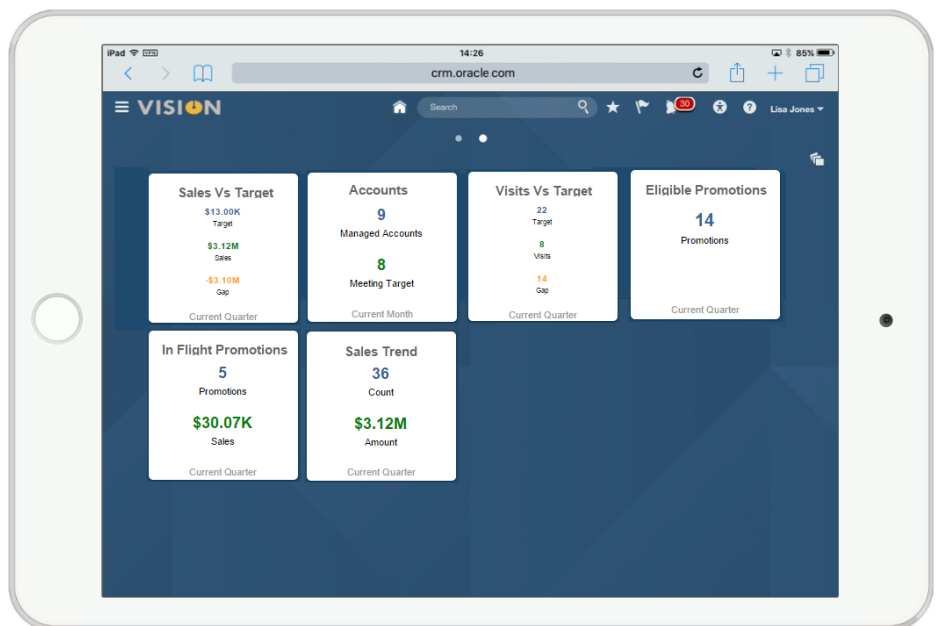 iPad VPN 14:26 85%
crm.oracle.com
VISION Search 30 ? Lisa Jones
Sales Vs Target
$13.00K
Target
$3.12M
Sales
-$3.10M
Gap
Current Quarter
Accounts
9
Managed Accounts
8
Meeting Target
Current Month
Visits Vs Target
22
Target
8
Visits
14
Gap
Current Quarter
Eligible Promotions
14
Promotions
Current Quarter
In Flight Promotions
5
Promotions
$30.07K
Sales
Current Quarter
Sales Trend
36
Count
$3.12M
Amount
Current Quarter